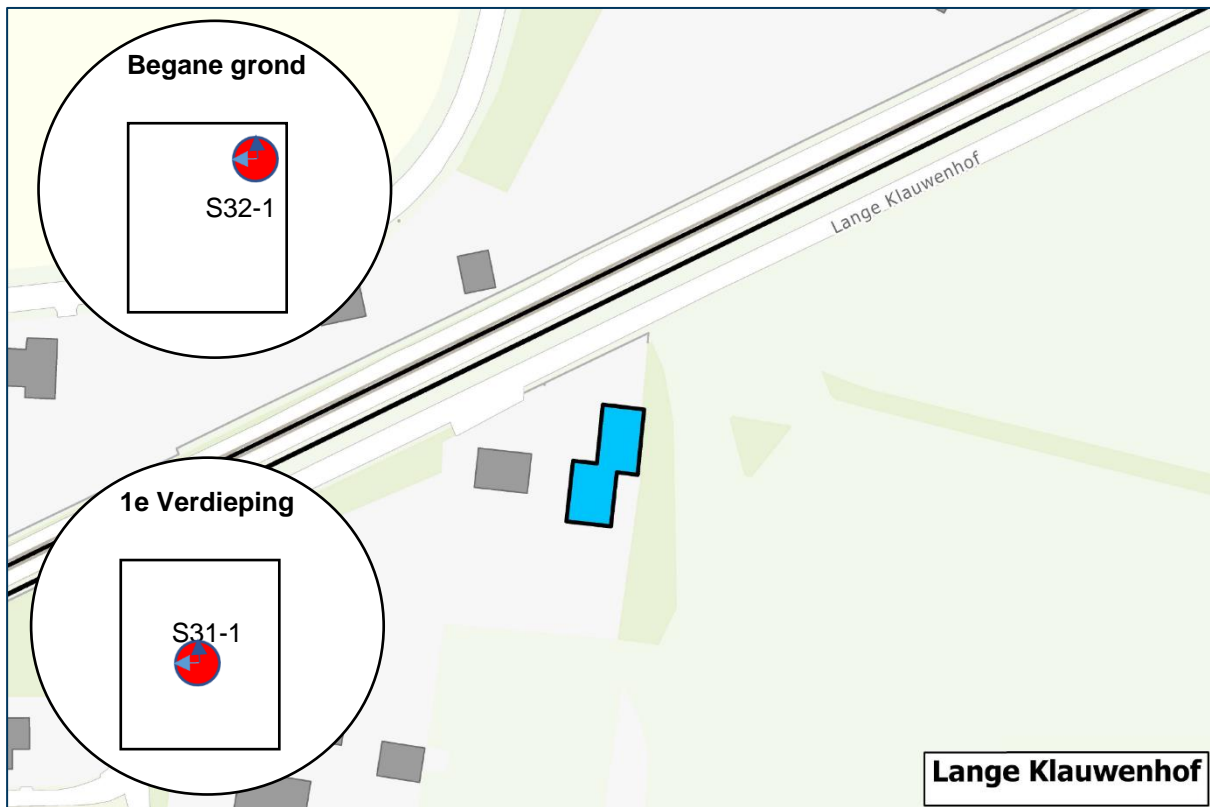 Begane grond
S32-1
Lange Klauwenhof
1e Verdieping
S31-1
Lange Klauwenhof